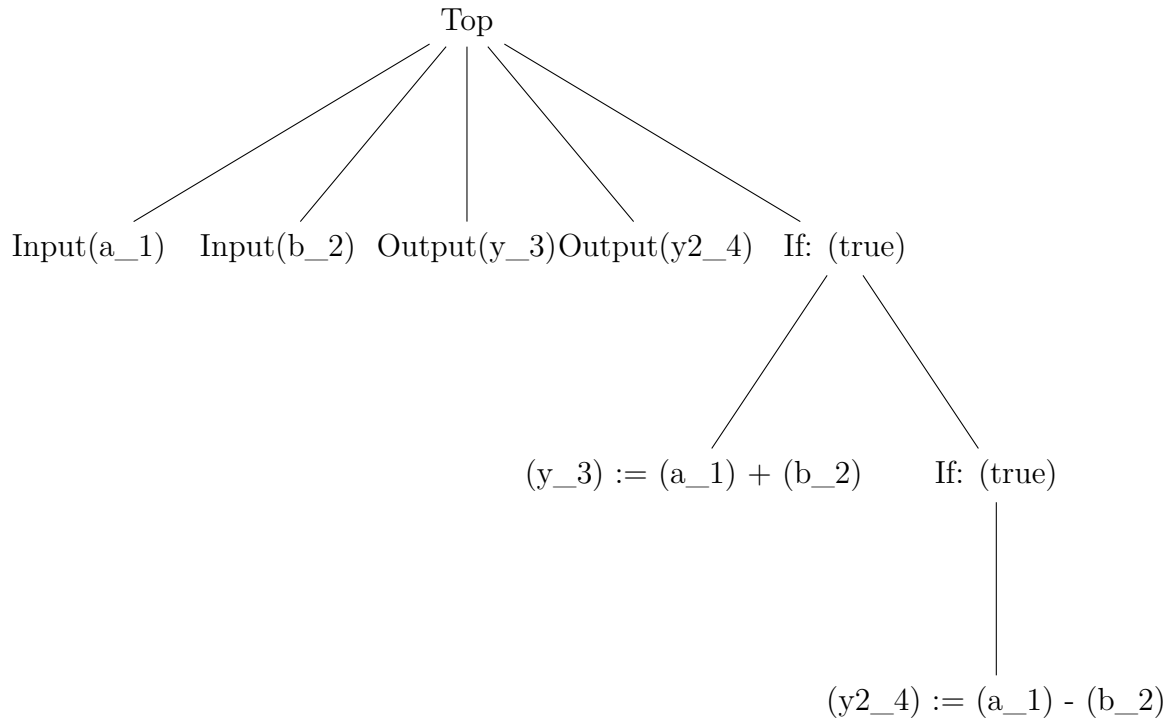 Top
Input(a_1) Input(b_2) Output(y_3) Output(y2_4) If: (true)
(y_3) := (a_1) + (b_2) If: (true)
(y2_4) := (a_1) - (b_2)